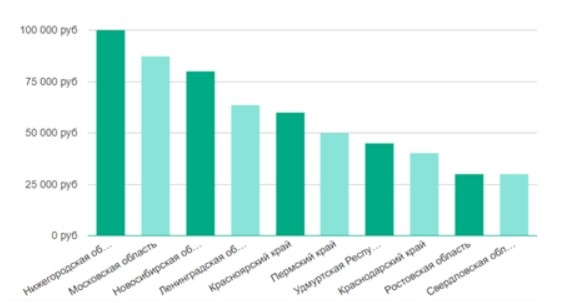 100 000 руб
75 000 руб
50 000 руб
25 000 руб
0 руб
Нижегородская об...
Московская область
Новосибирская об...
Ленинградская об...
Красноярский край
Пермский край
Удмуртская Респу...
Краснодарский край
Ростовская область
Свердловская обл...